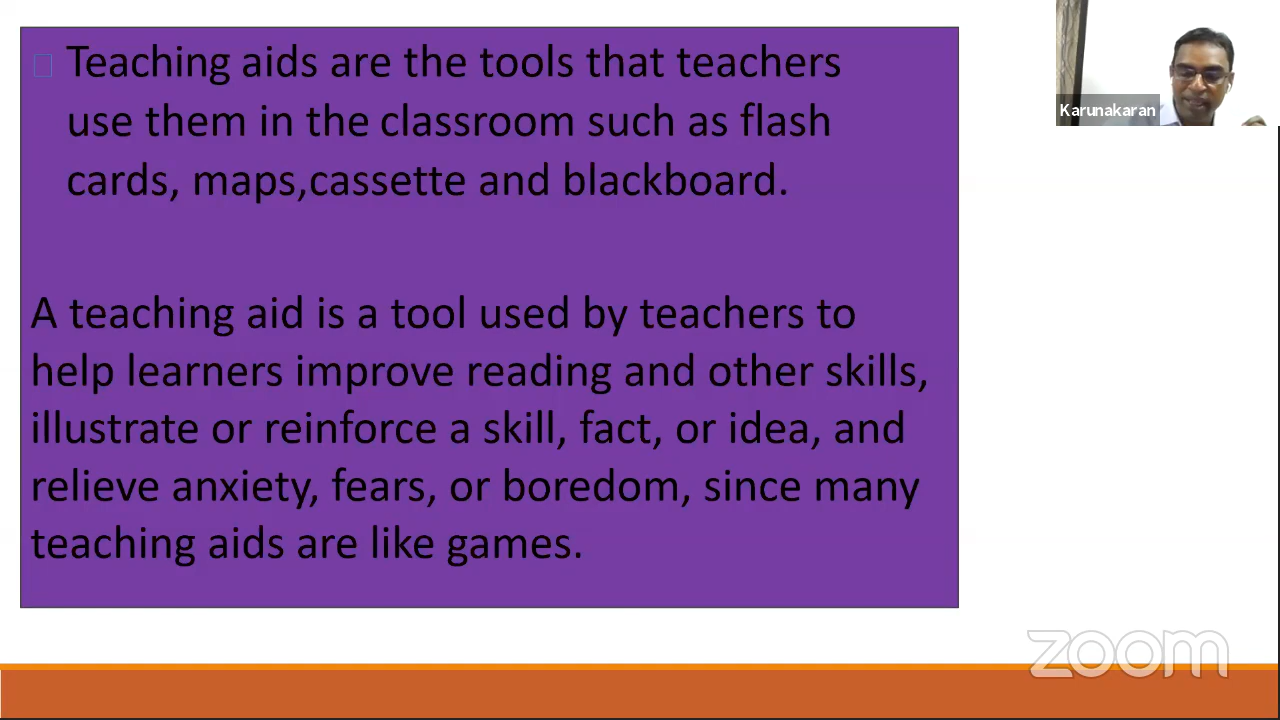 Teaching aids are the tools that teachers
use them in the classroom such as flash
cards, maps,cassette and blackboard.
A teaching aid is a tool used by teachers to
help learners improve reading and other skills,
illustrate or reinforce a skill, fact, or idea, and
relieve anxiety, fears, or boredom, since many
teaching aids are like games.
Karunakaran
zoom